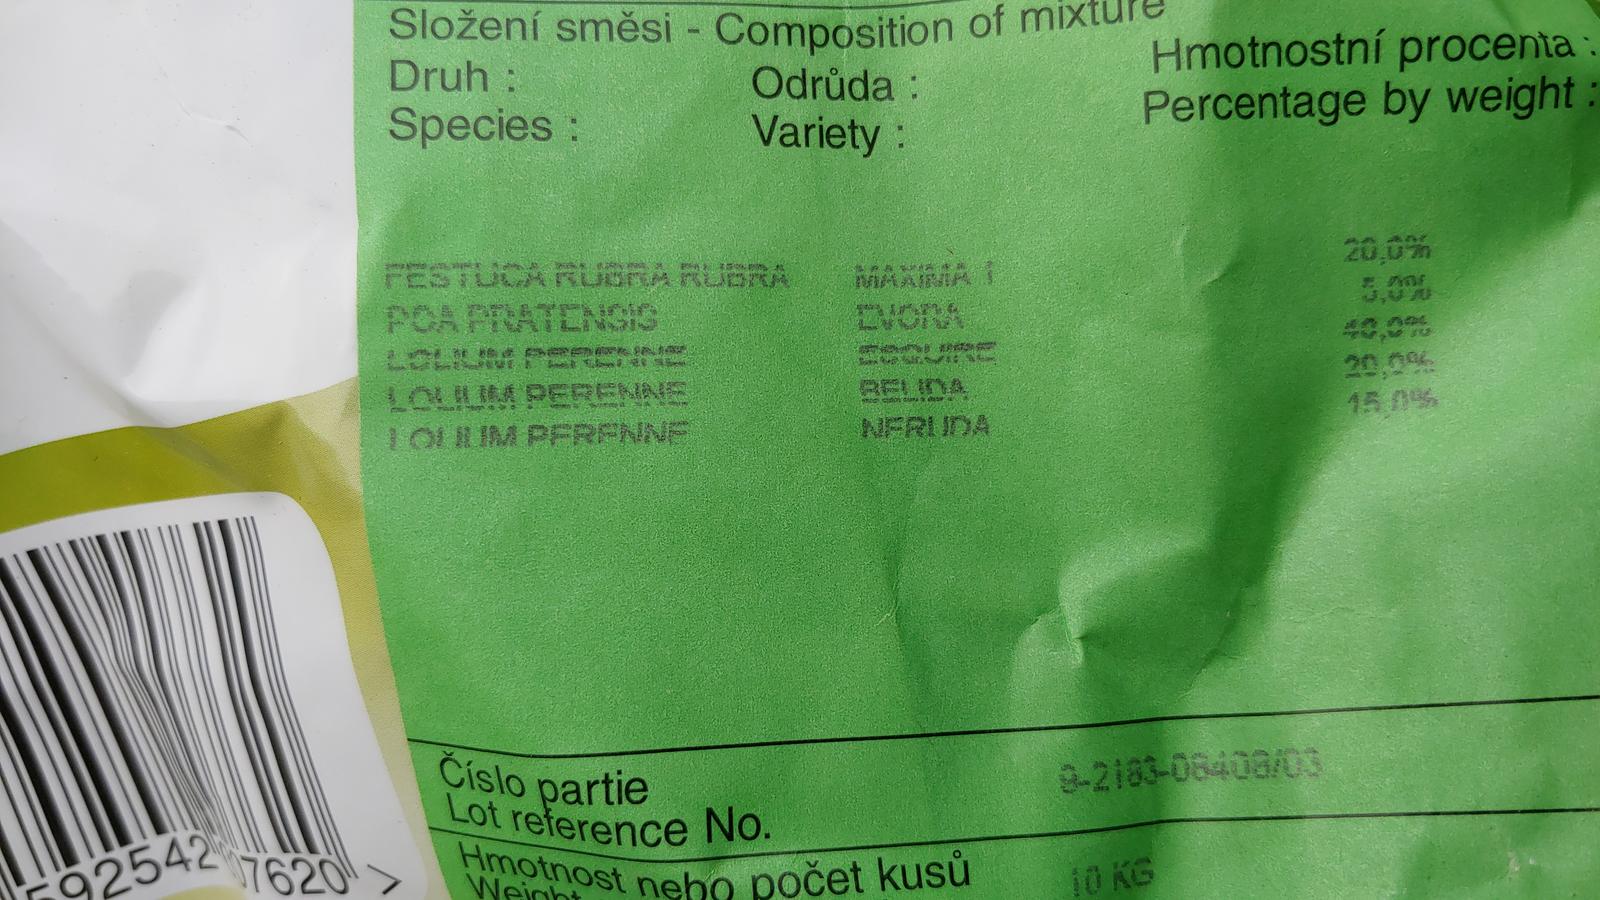 Složení směsi - Composition of mixture
Druh : Odrůda : Hmotnostní procenta :
Species : Variety : Percentage by weight :
FESTUCA RUBRA RUBRA MAXIMA 1 20,0%
POA PRATENSIS EVORA 5,0%
LOLIUM PERENNE ESQUIRE 40,0%
LOLIUM PERENNE BELIDA 20,0%
LOLIUM PERENNE NERUDA 15,0%
Číslo partie
Lot reference No. 9-2183-08408/03
Hmotnost nebo počet kusů 10 KG
Weight
592542 07620 >